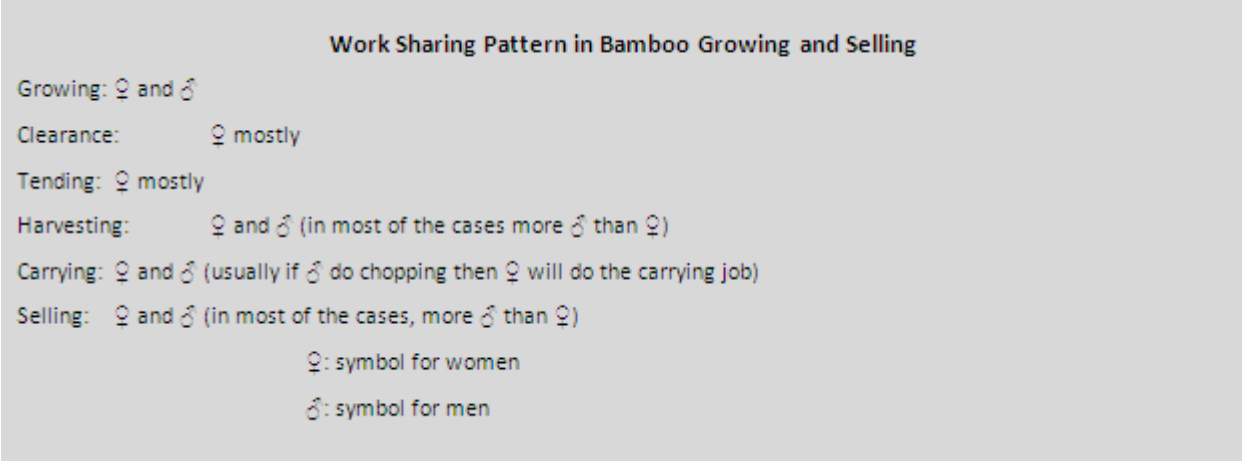 Work Sharing Pattern in Bamboo Growing and Selling
Growing: ♀ and ♂
Clearance: ♀ mostly
Tending: ♀ mostly
Harvesting: ♀ and ♂ (in most of the cases more ♂ than ♀)
Carrying: ♀ and ♂ (usually if ♂ do chopping then ♀ will do the carrying job)
Selling: ♀ and ♂ (in most of the cases, more ♂ than ♀)
♀: symbol for women
♂: symbol for men